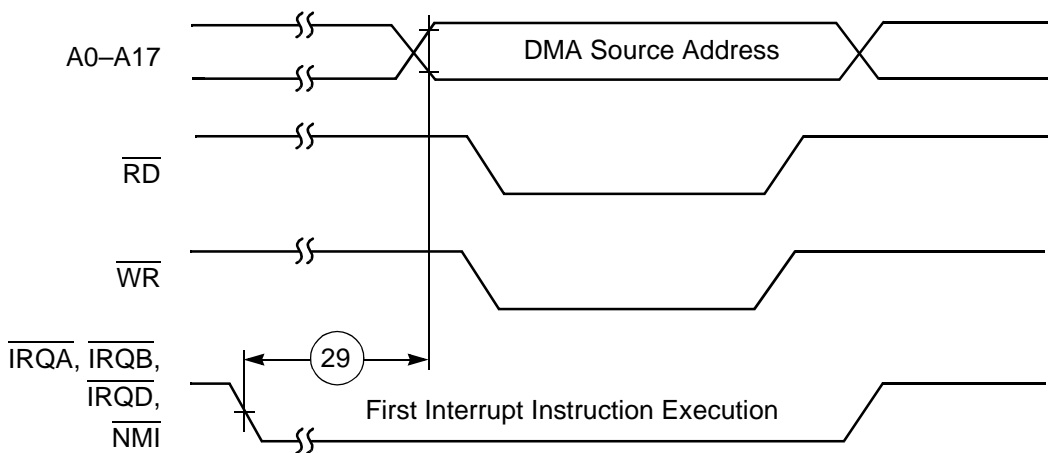 A0–A17
DMA Source Address
RD
WR
IRQA, IRQB,
IRQD,
NMI
29
First Interrupt Instruction Execution